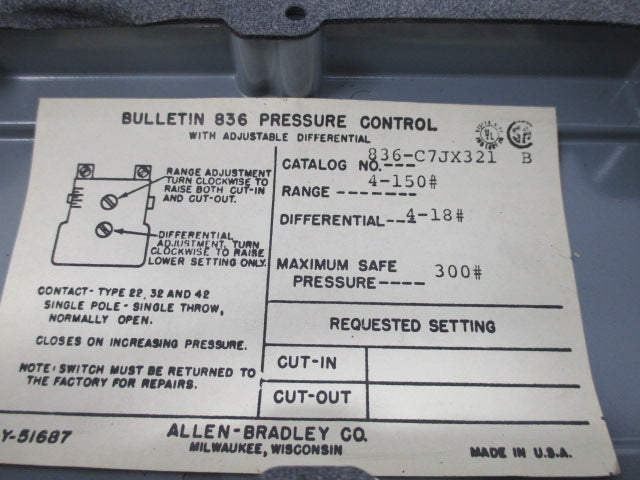 BULLETIN 836 PRESSURE CONTROL
WITH ADJUSTABLE DIFFERENTIAL
RANGE ADJUSTMENT
TURN CLOCKWISE TO
RAISE BOTH CUT-IN
AND CUT-OUT.
DIFFERENTIAL
ADJUSTMENT, TURN
CLOCKWISE TO RAISE
LOWER SETTING ONLY.
CONTACT - TYPE 22, 32 AND 42
SINGLE POLE - SINGLE THROW,
NORMALLY OPEN.
CLOSES ON INCREASING PRESSURE.
NOTE: SWITCH MUST BE RETURNED TO
THE FACTORY FOR REPAIRS.
CATALOG NO.--- 836-C7JX321 B
RANGE -------- 4-150#
DIFFERENTIAL-- 4-18#
MAXIMUM SAFE
PRESSURE---- 300#
REQUESTED SETTING
CUT-IN
CUT-OUT
Y-51687
ALLEN-BRADLEY CO.
MILWAUKEE, WISCONSIN
MADE IN U.S.A.